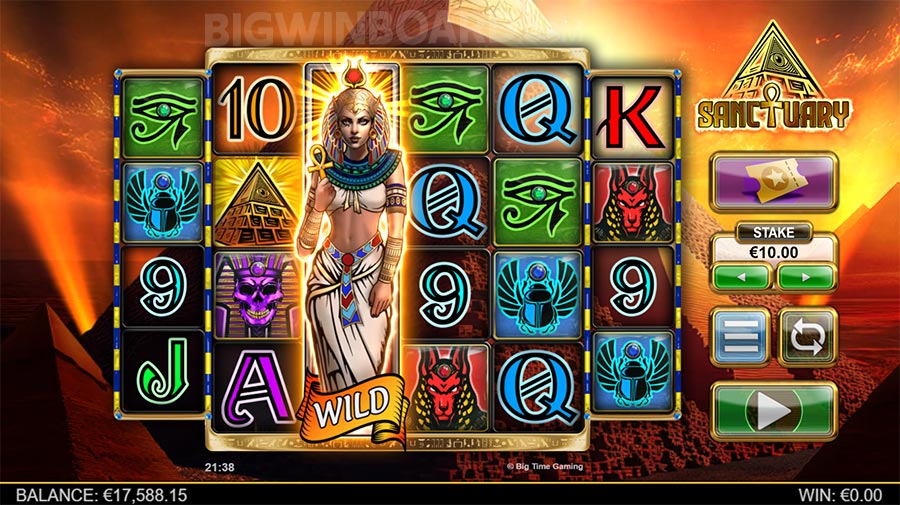 BIGWINBOARD.COM
10
Q
K
SANCTUARY
Q
STAKE
€10.00
9
9
9
J
A
WILD
Q
21:38
© Big Time Gaming
BALANCE: €17,588.15
WIN: €0.00